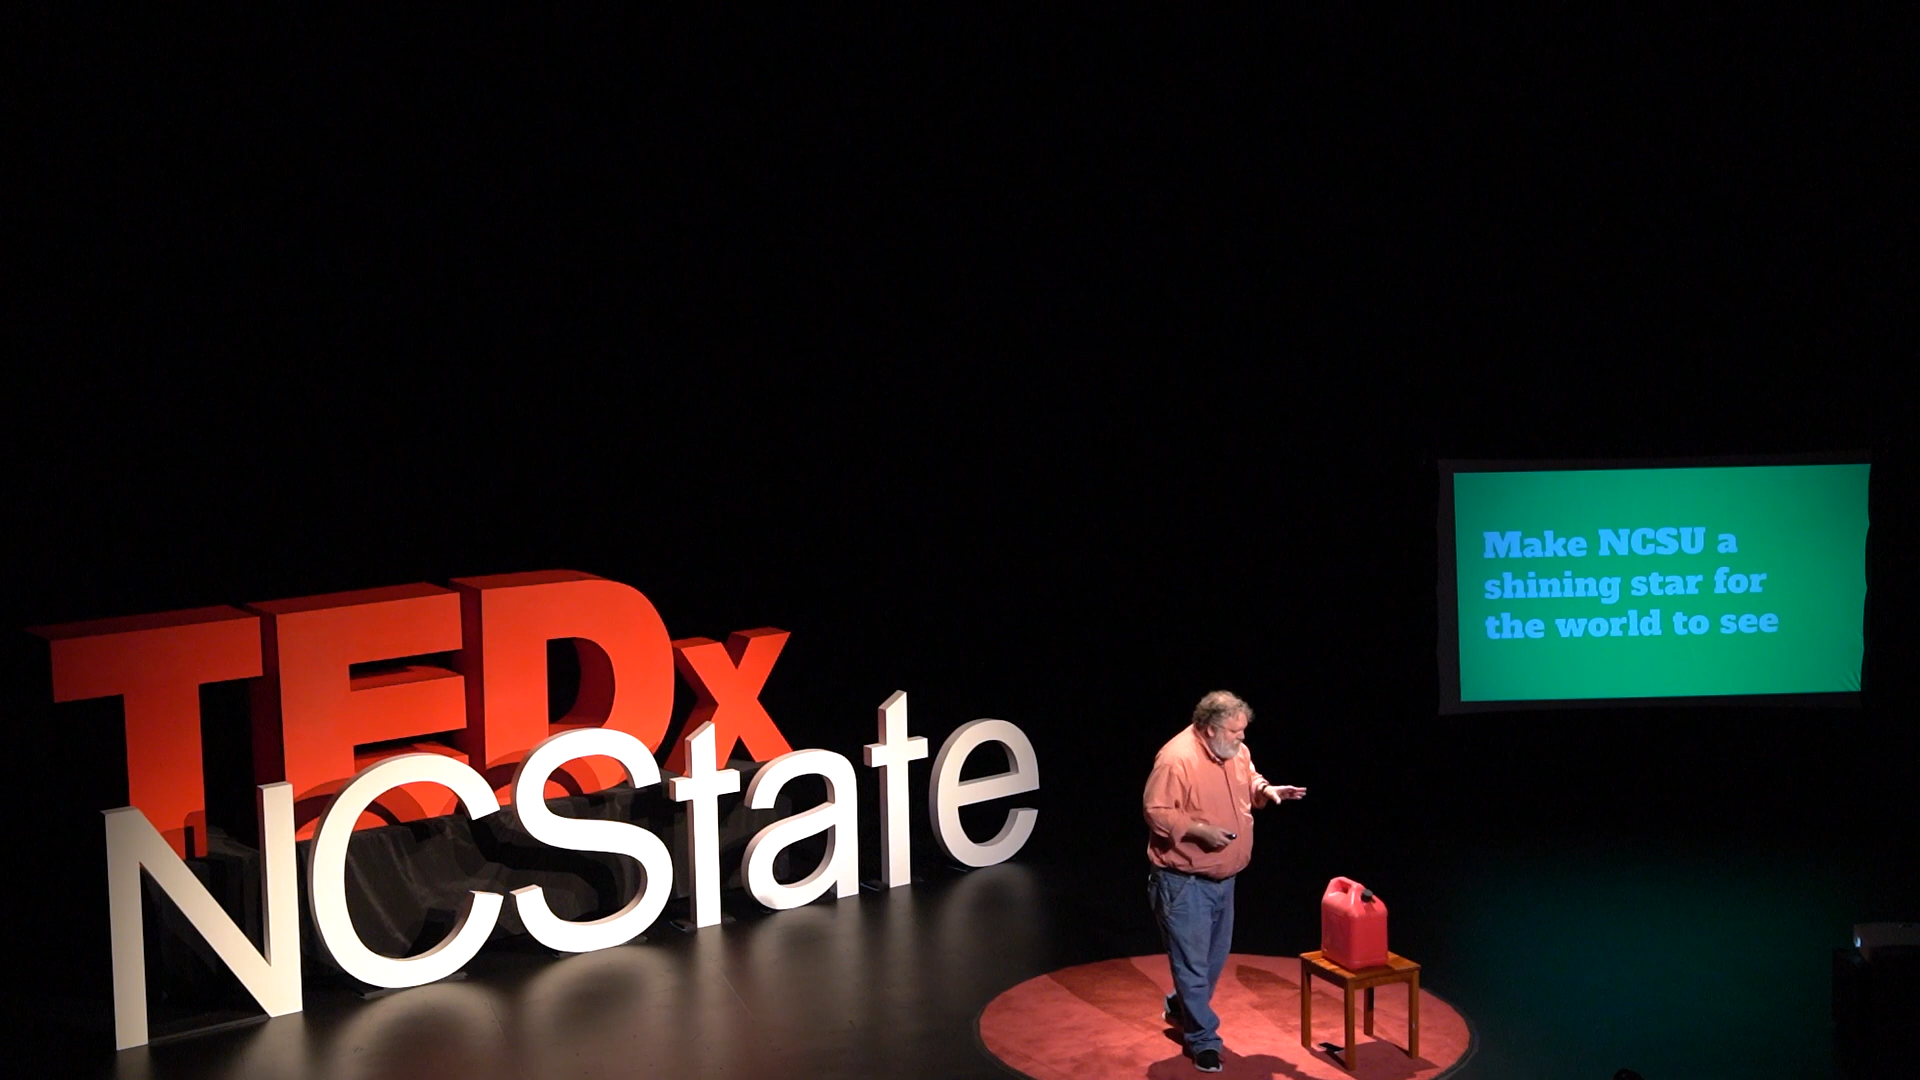 TEDx
NCState
Make NCSU a
shining star for
the world to see